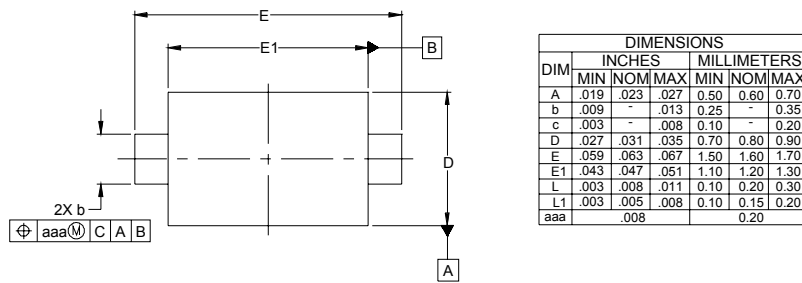 E
E1
B
D
2X b
⌖ aaaⓂ C A B
A
DIMENSIONS
DIM INCHES MILLIMETERS
MIN NOM MAX MIN NOM MAX
A .019 .023 .027 0.50 0.60 0.70
b .009 - .013 0.25 - 0.35
c .003 - .008 0.10 - 0.20
D .027 .031 .035 0.70 0.80 0.90
E .059 .063 .067 1.50 1.60 1.70
E1 .043 .047 .051 1.10 1.20 1.30
L .003 .008 .011 0.10 0.20 0.30
L1 .003 .005 .008 0.10 0.15 0.20
aaa .008 0.20